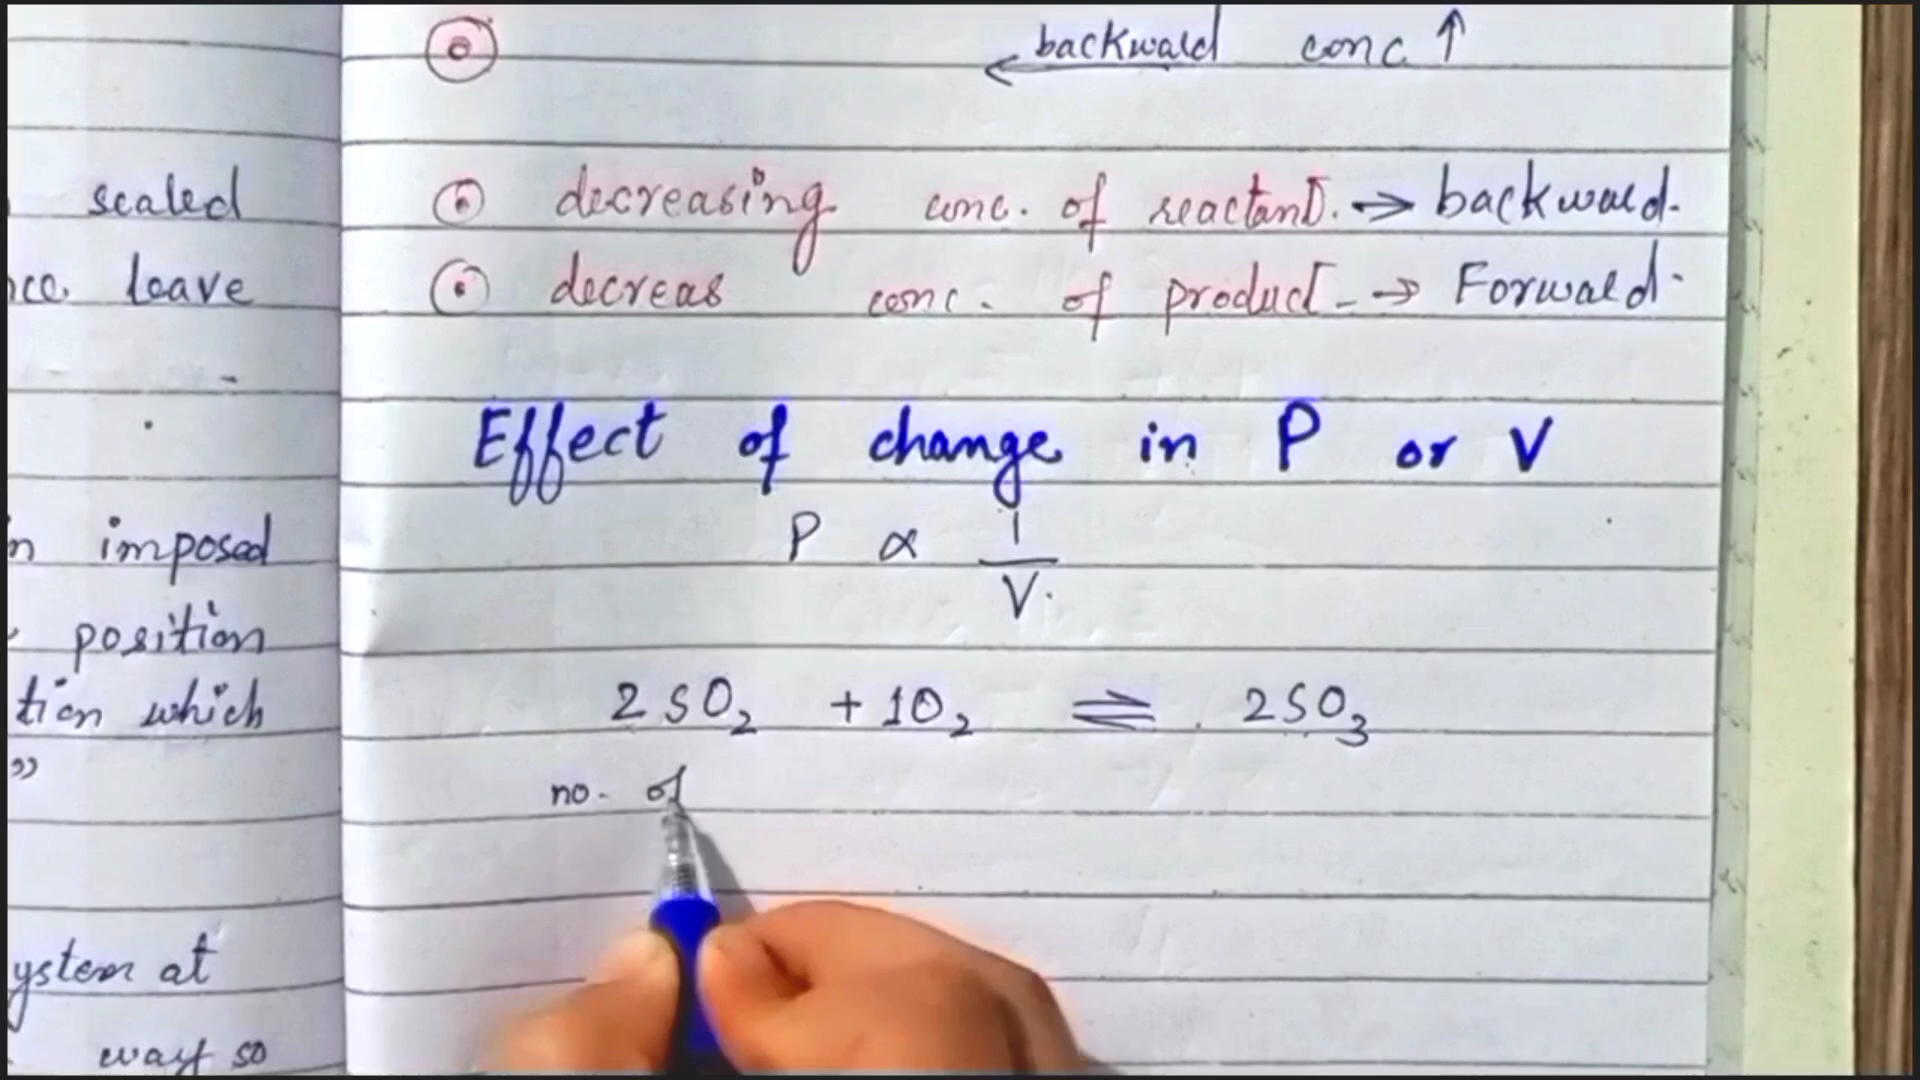 backward conc ↑
decreasing conc. of reactant. → backward.
decreas conc. of product - → Forward.
Effect of change in P or V
P ∝ 1/V.
2SO₂ + 1O₂ ⇌ 2SO₃
no. of
sealed
leave
imposed
position
tion which
”
ystem at
way so